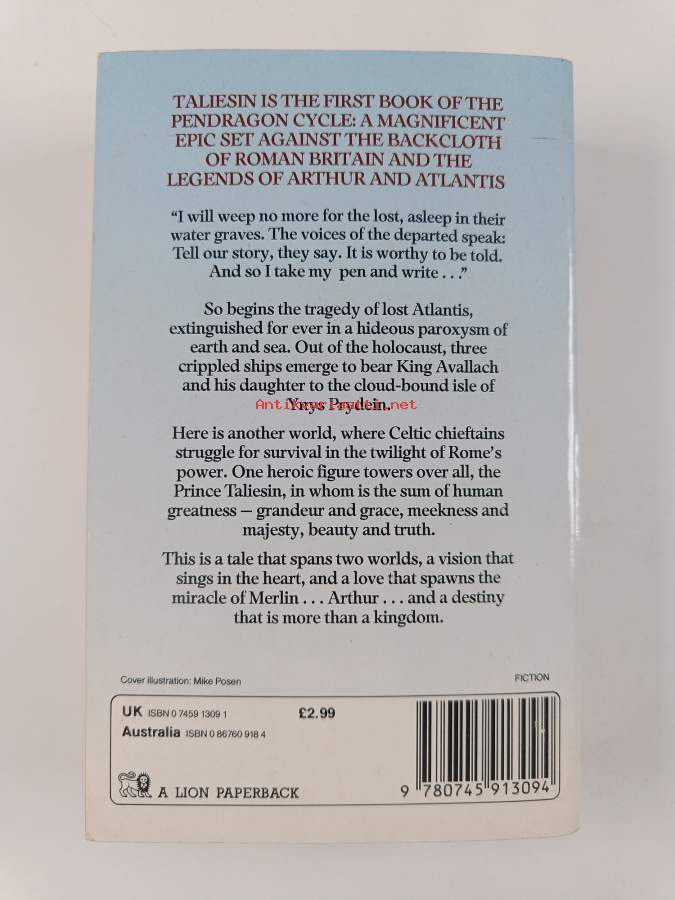 TALIESIN IS THE FIRST BOOK OF THE
PENDRAGON CYCLE: A MAGNIFICENT
EPIC SET AGAINST THE BACKCLOTH
OF ROMAN BRITAIN AND THE
LEGENDS OF ARTHUR AND ATLANTIS
“I will weep no more for the lost, asleep in their
water graves. The voices of the departed speak:
Tell our story, they say. It is worthy to be told.
And so I take my pen and write . . .”
So begins the tragedy of lost Atlantis,
extinguished for ever in a hideous paroxysm of
earth and sea. Out of the holocaust, three
crippled ships emerge to bear King Avallach
and his daughter to the cloud-bound isle of
Ynys Prydein.
Antikvariaatti.net
Here is another world, where Celtic chieftains
struggle for survival in the twilight of Rome’s
power. One heroic figure towers over all, the
Prince Taliesin, in whom is the sum of human
greatness — grandeur and grace, meekness and
majesty, beauty and truth.
This is a tale that spans two worlds, a vision that
sings in the heart, and a love that spawns the
miracle of Merlin . . . Arthur . . . and a destiny
that is more than a kingdom.
Cover illustration: Mike Posen
FICTION
UK ISBN 0 7459 1309 1 £2.99
Australia ISBN 0 86760 918 4
A LION PAPERBACK
9 780745 913094